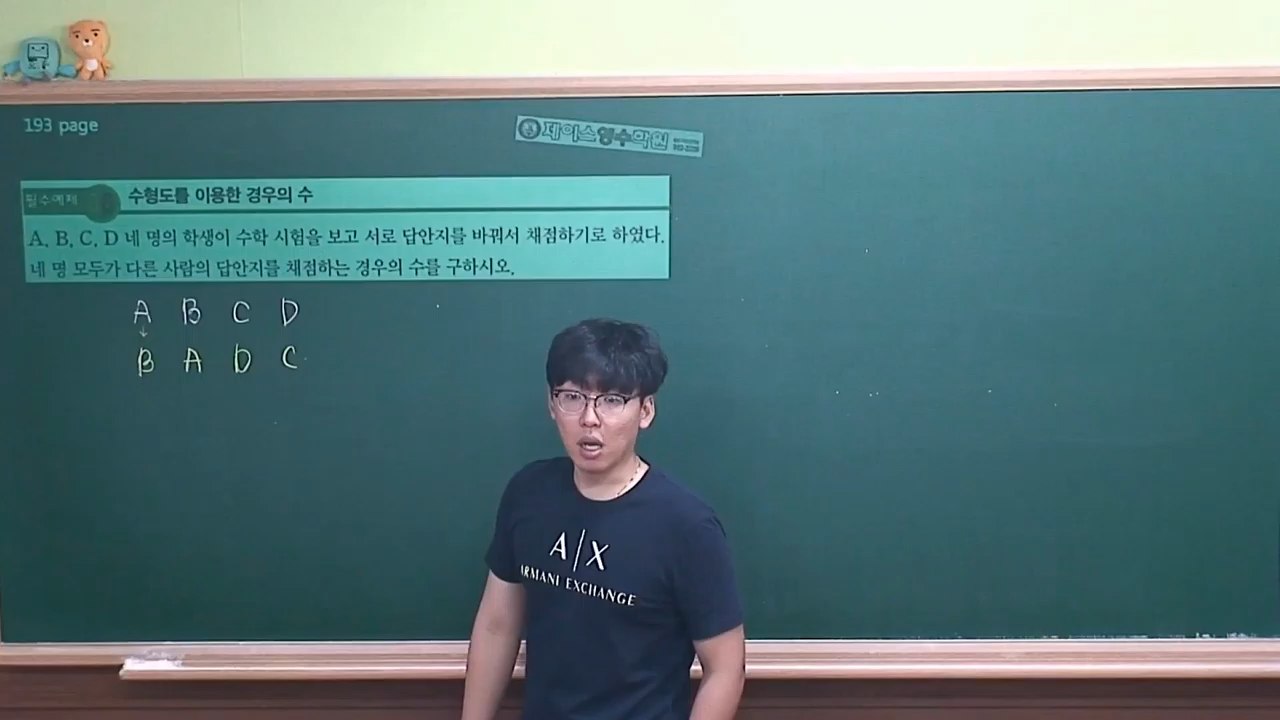 193 page
제이스영수학원
필수예제
수형도를 이용한 경우의 수
A, B, C, D 네 명의 학생이 수학 시험을 보고 서로 답안지를 바꿔서 채점하기로 하였다.
네 명 모두가 다른 사람의 답안지를 채점하는 경우의 수를 구하시오.
A B C D
↓
B A D C
A|X
ARMANI EXCHANGE